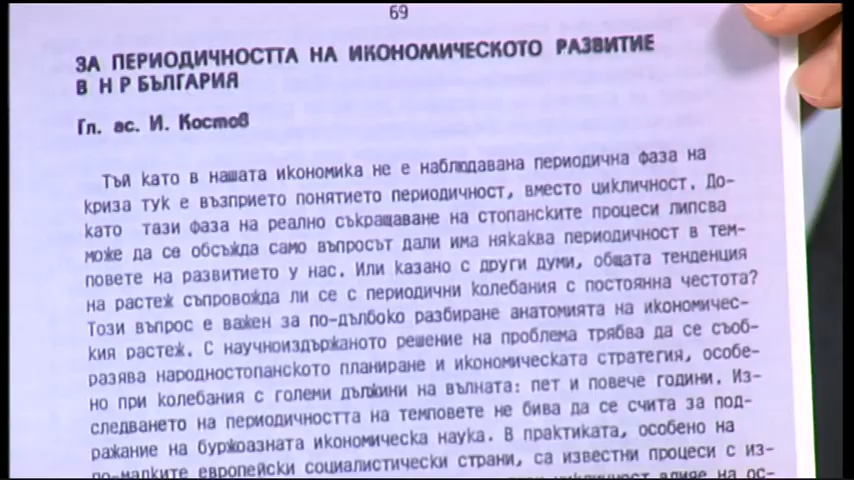 69
ЗА ПЕРИОДИЧНОСТТА НА ИКОНОМИЧЕСКОТО РАЗВИТИЕ
В Н Р БЪЛГАРИЯ
Гл. ас. И. Костов
Тъй като в нашата икономика не е наблюдавана периодична фаза на
криза тук е възприето понятието периодичност, вместо цикличност. До-
като тази фаза на реално съкращаване на стопанските процеси липсва
може да се обсъжда само въпросът дали има някаква периодичност в тем-
повете на развитието у нас. Или казано с други думи, общата тенденция
на растеж съпровожда ли се с периодични колебания с постоянна честота?
Този въпрос е важен за по-дълбоко разбиране анатомията на икономичес-
кия растеж. С научноиздържаното решение на проблема трябва да се съоб-
разява народностопанското планиране и икономическата стратегия, особе-
но при колебания с големи дължини на вълната: пет и повече години. Из-
следването на периодичността на темповете не бива да се счита за под-
ражание на буржоазната икономическа наука. В практиката, особено на
по-малките европейски социалистически страни, са известни процеси с из-
цикличност влияе на ос-